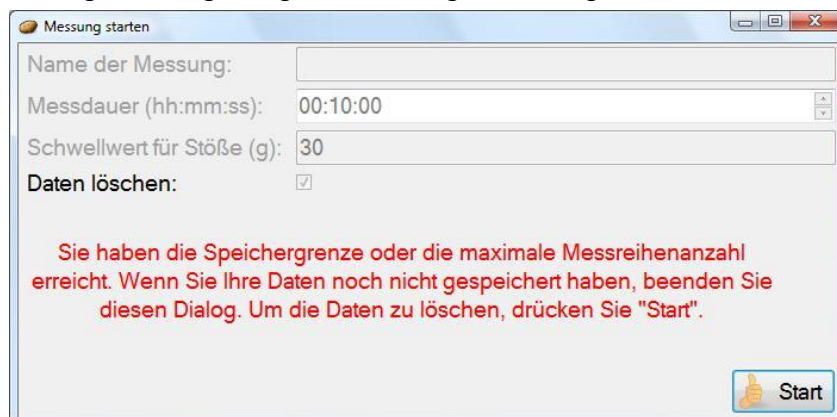 Messung starten
Name der Messung:
Messdauer (hh:mm:ss): 00:10:00
Schwellwert für Stöße (g): 30
Daten löschen:
Sie haben die Speichergrenze oder die maximale Messreihenanzahl
erreicht. Wenn Sie Ihre Daten noch nicht gespeichert haben, beenden Sie
diesen Dialog. Um die Daten zu löschen, drücken Sie "Start".
Start